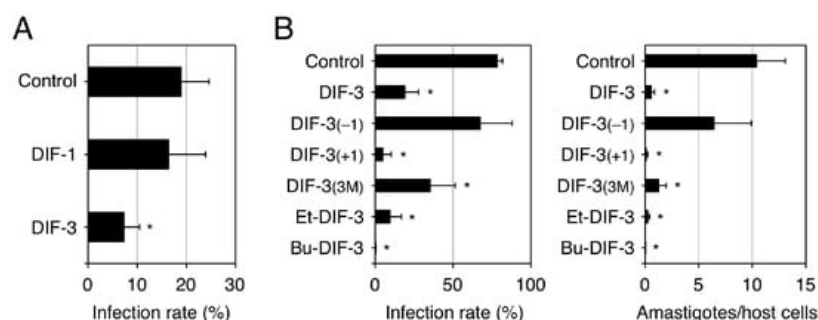 A
Control
DIF-1
DIF-3
*
0 10 20 30
Infection rate (%)
B
Control
DIF-3 *
DIF-3(−1)
DIF-3(+1) *
DIF-3(3M) *
Et-DIF-3 *
Bu-DIF-3 *
0 50 100
Infection rate (%)
Control
DIF-3 *
DIF-3(−1)
DIF-3(+1) *
DIF-3(3M) *
Et-DIF-3 *
Bu-DIF-3 *
0 5 10 15
Amastigotes/host cells